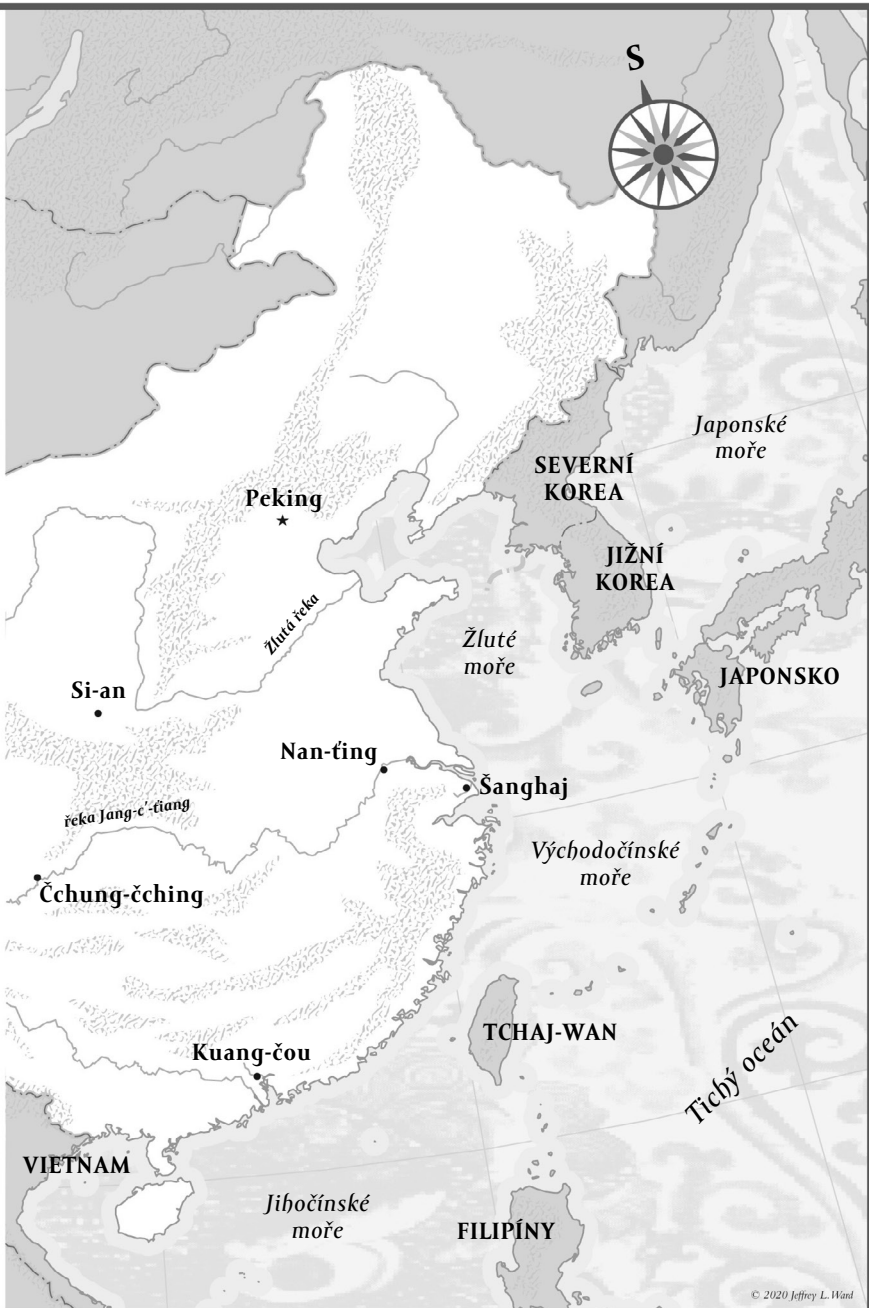 S
Japonské
moře
SEVERNÍ
KOREA
Peking
JIŽNÍ
KOREA
Žlutá řeka
Žluté
moře
JAPONSKO
Si-an
Nan-ťing
Šanghaj
řeka Jang-c’-ťiang
Východočínské
moře
Čchung-čching
TCHAJ-WAN
Tichý oceán
Kuang-čou
VIETNAM
Jihočínské
moře
FILIPÍNY
© 2020 Jeffrey L. Ward